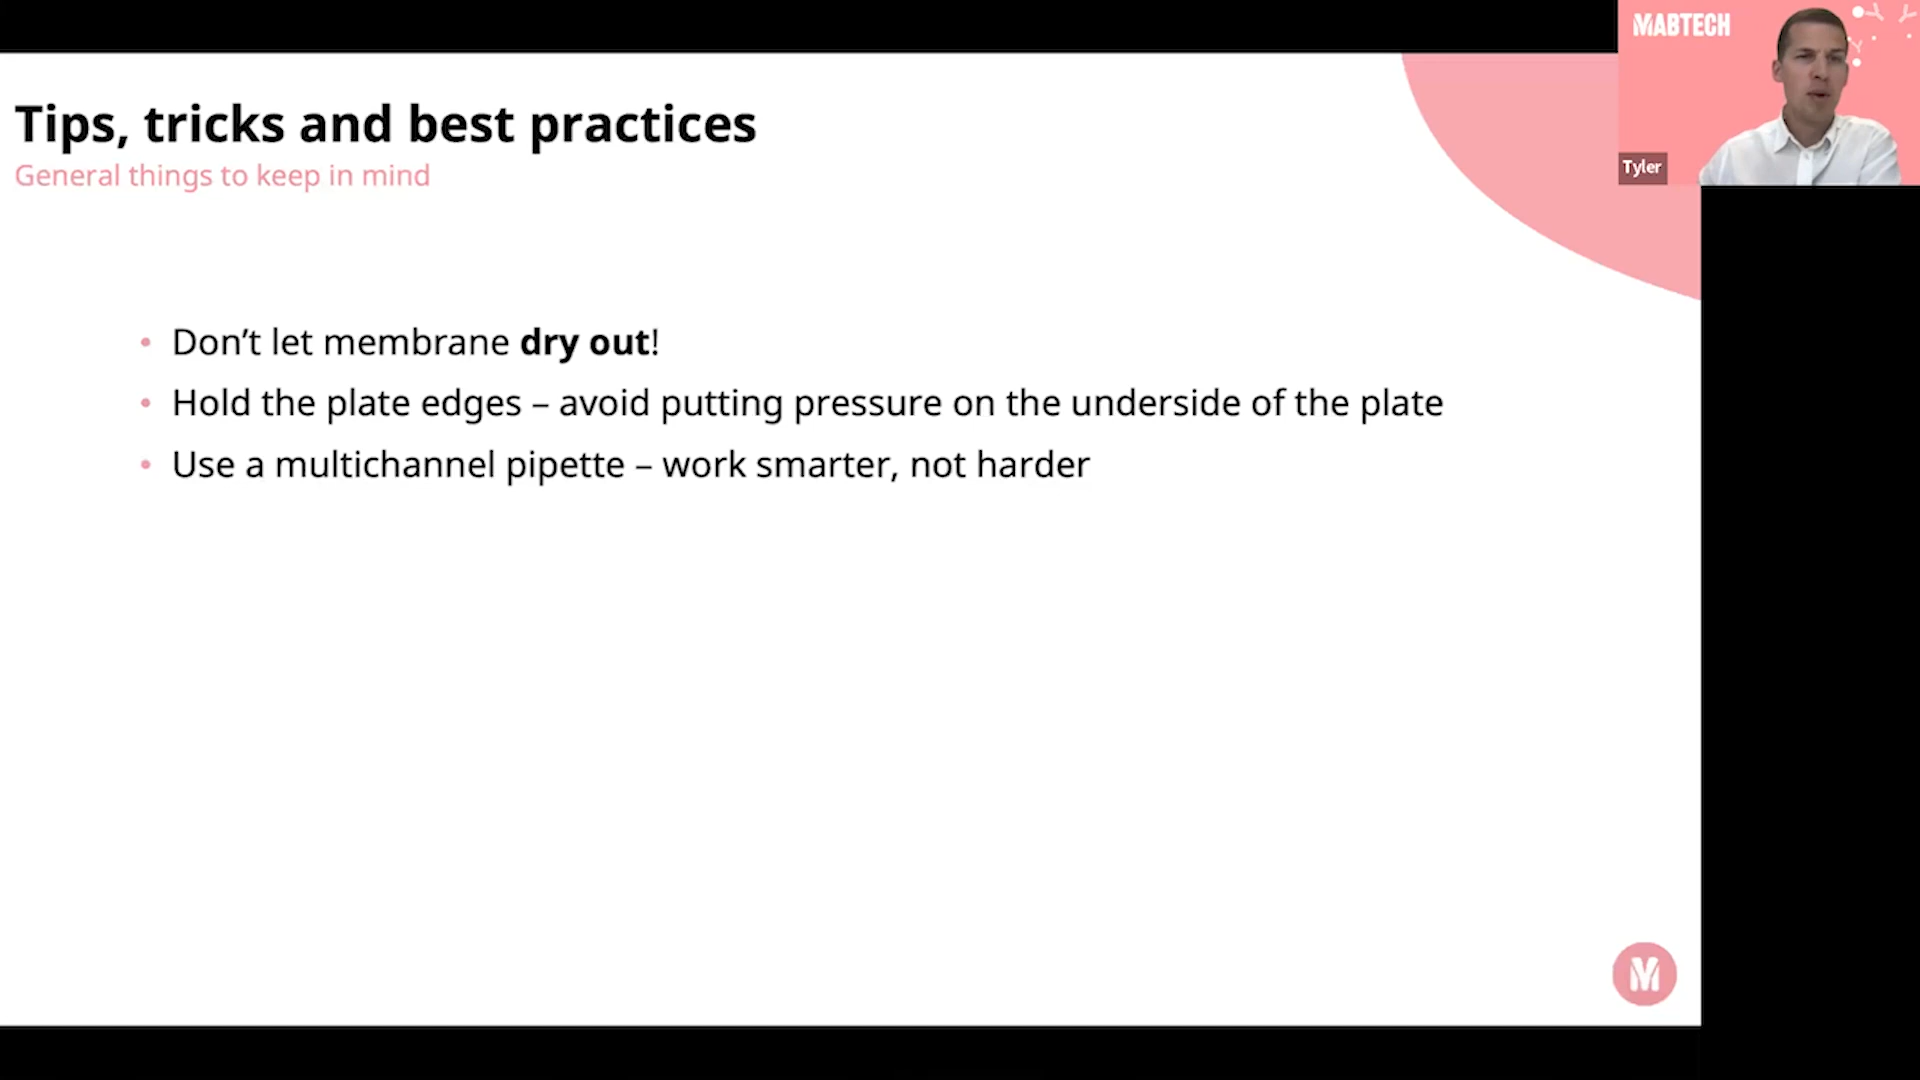 MABTECH
Tyler
Tips, tricks and best practices
General things to keep in mind
• Don’t let membrane dry out!
• Hold the plate edges – avoid putting pressure on the underside of the plate
• Use a multichannel pipette – work smarter, not harder
M